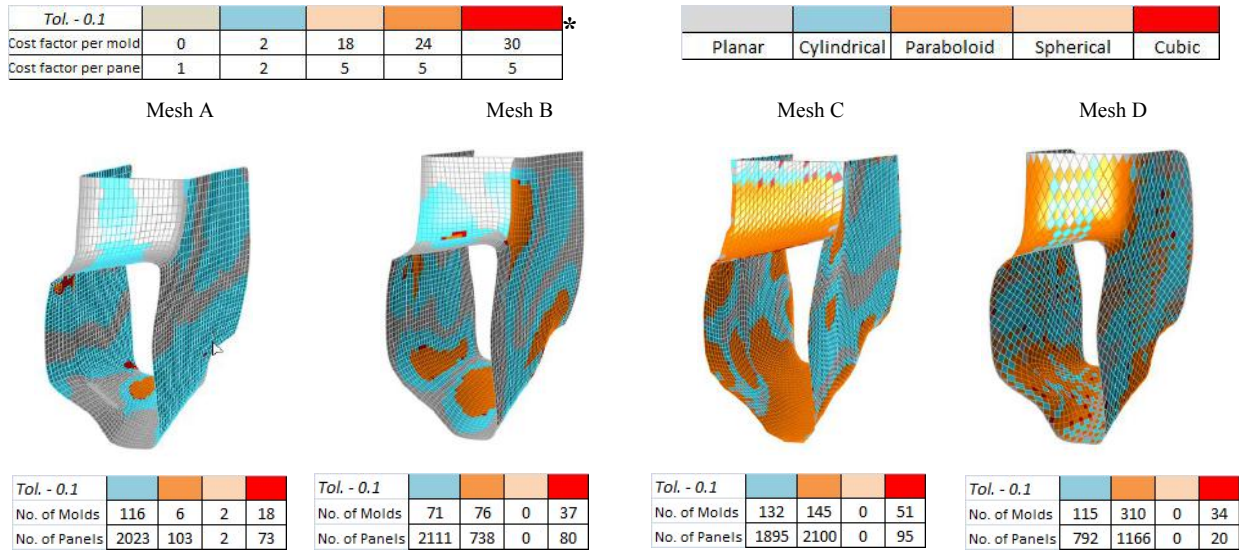 Tol. - 0.1
*
Cost factor per mold 0 2 18 24 30
Cost factor per pane 1 2 5 5 5
Planar Cylindrical Paraboloid Spherical Cubic
Mesh A Mesh B Mesh C Mesh D
Tol. - 0.1
No. of Molds 116 6 2 18
No. of Panels 2023 103 2 73
Tol. - 0.1
No. of Molds 71 76 0 37
No. of Panels 2111 738 0 80
Tol. - 0.1
No. of Molds 132 145 0 51
No. of Panels 1895 2100 0 95
Tol. - 0.1
No. of Molds 115 310 0 34
No. of Panels 792 1166 0 20